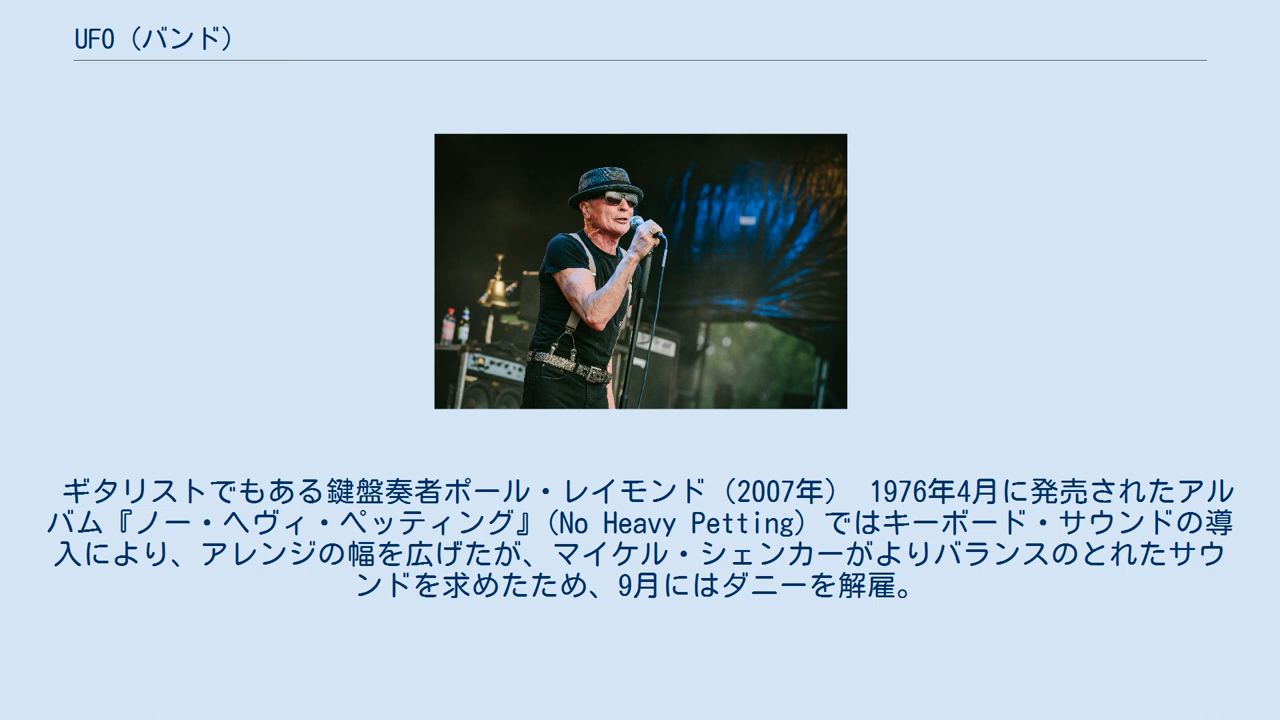 UFO（バンド）
ギタリストでもある鍵盤奏者ポール・レイモンド（2007年） 1976年4月に発売されたアル
バム『ノー・ヘヴィ・ペッティング』（No Heavy Petting）ではキーボード・サウンドの導
入により、アレンジの幅を広げたが、マイケル・シェンカーがよりバランスのとれたサウ
ンドを求めたため、9月にはダニーを解雇。